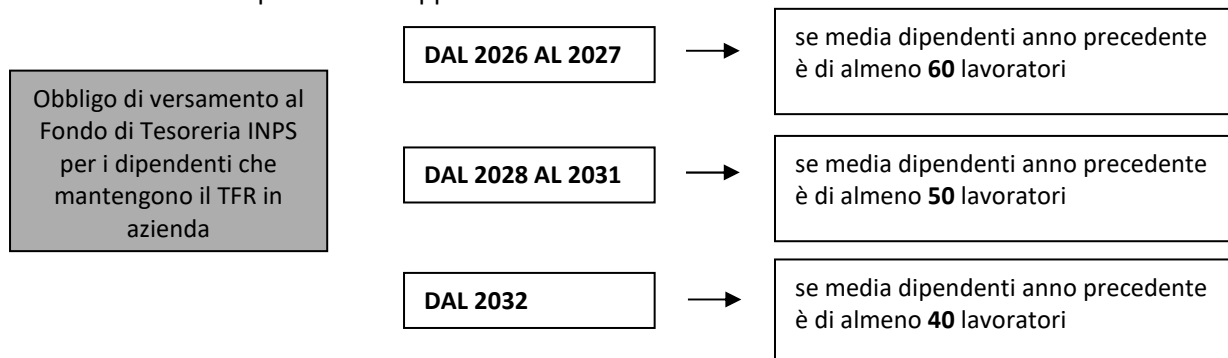 DAL 2026 AL 2027
se media dipendenti anno precedente
è di almeno 60 lavoratori
Obbligo di versamento al
Fondo di Tesoreria INPS
per i dipendenti che
mantengono il TFR in
azienda
DAL 2028 AL 2031
se media dipendenti anno precedente
è di almeno 50 lavoratori
DAL 2032
se media dipendenti anno precedente
è di almeno 40 lavoratori